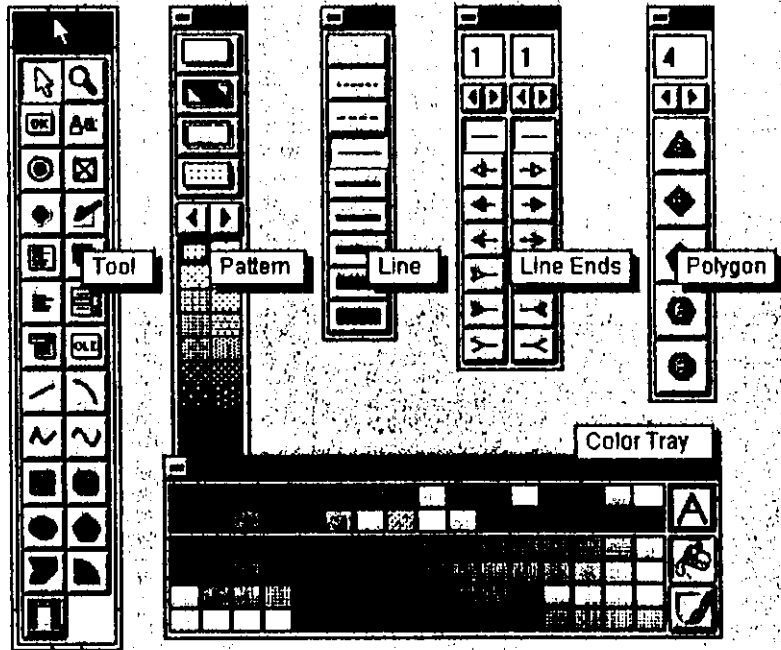 1 1
4
OK A a
OLE
Tool
Pattern
Line
Line Ends
Polygon
Color Tray
A